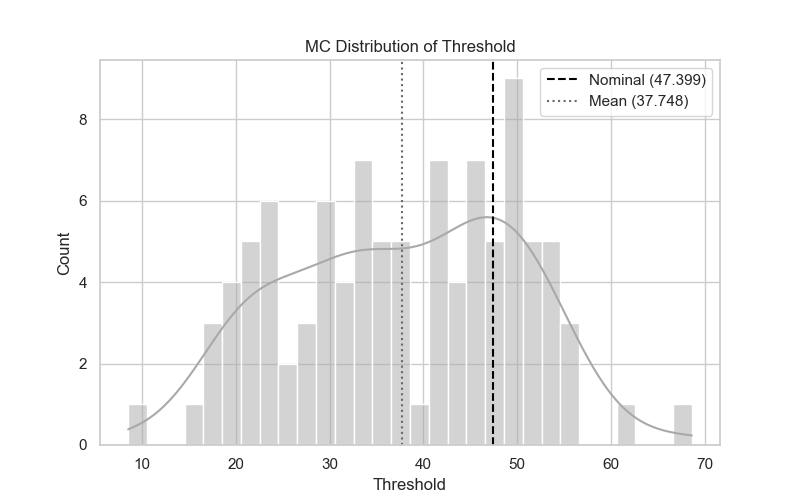 MC Distribution of Threshold
Nominal (47.399)
Mean (37.748)
8
6
4
2
0
Count
10 20 30 40 50 60 70
Threshold